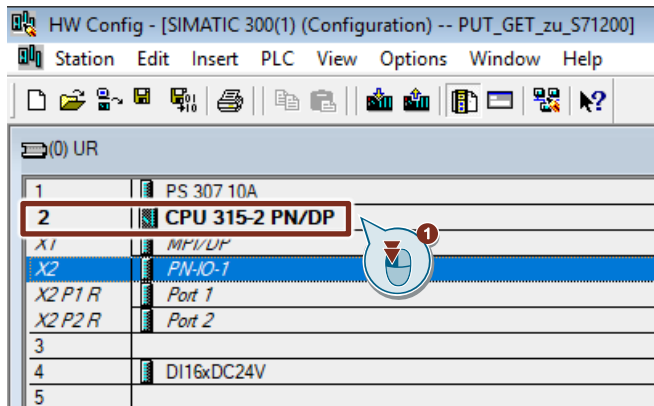 HW Config - [SIMATIC 300(1) (Configuration) -- PUT_GET_zu_S71200]
Station Edit Insert PLC View Options Window Help
(0) UR
1 PS 307 10A
2 CPU 315-2 PN/DP
1
X1 MPI/DP
X2 PN-IO-1
X2 P1 R Port 1
X2 P2 R Port 2
3
4 DI16xDC24V
5